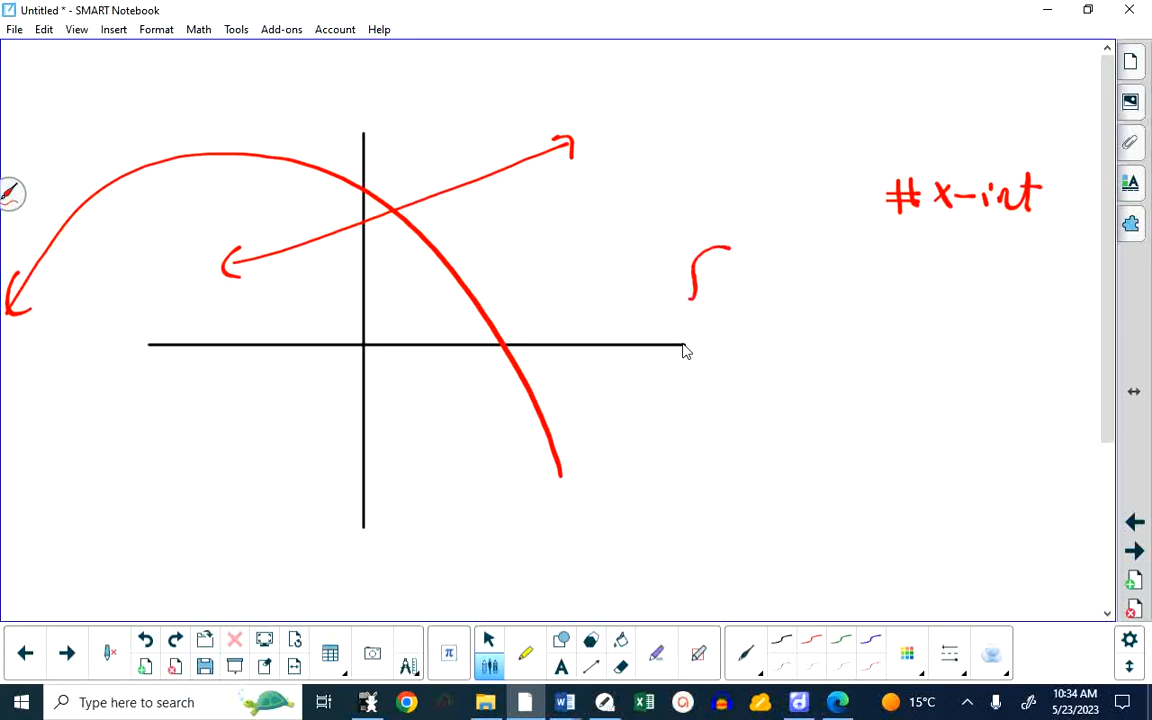 Untitled * - SMART Notebook
File Edit View Insert Format Math Tools Add-ons Account Help
# x-int
π
A
Type here to search
15°C
10:34 AM
5/23/2023